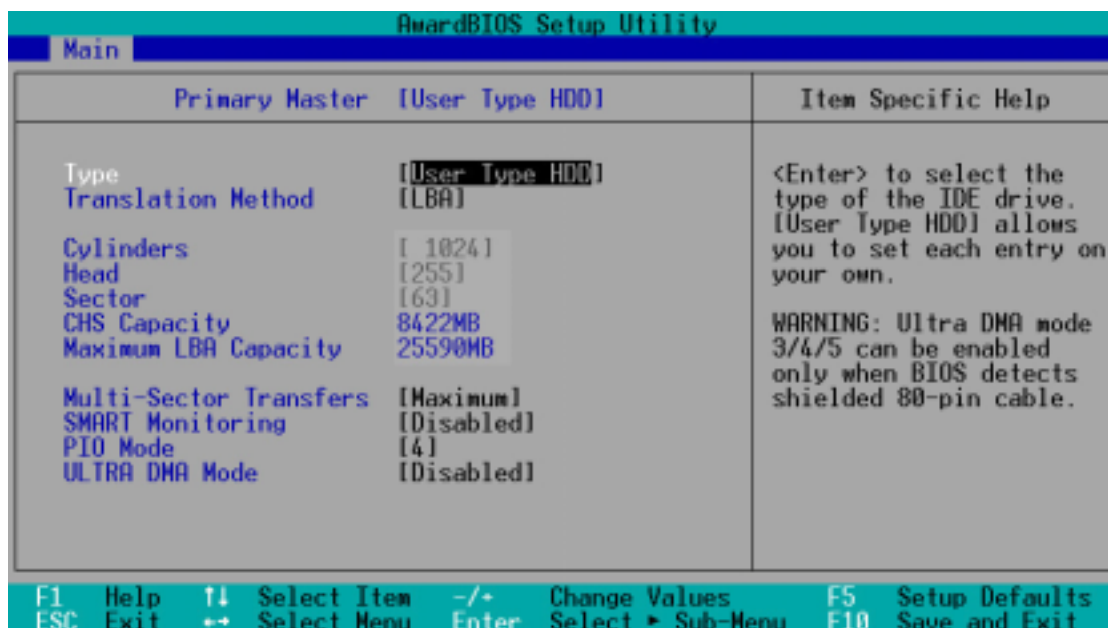 AwardBIOS Setup Utility
Main
Primary Master [User Type HDD] Item Specific Help
Type [User Type HDD] <Enter> to select the
Translation Method [LBA] type of the IDE drive.
[User Type HDD] allows
Cylinders [ 1024] you to set each entry on
Head [255] your own.
Sector [63]
CHS Capacity 8422MB WARNING: Ultra DMA mode
Maximum LBA Capacity 25590MB 3/4/5 can be enabled
only when BIOS detects
Multi-Sector Transfers [Maximum] shielded 80-pin cable.
SMART Monitoring [Disabled]
PIO Mode [4]
ULTRA DMA Mode [Disabled]
F1 Help ↑↓ Select Item -/+ Change Values F5 Setup Defaults
ESC Exit ←→ Select Menu Enter Select ► Sub-Menu F10 Save and Exit